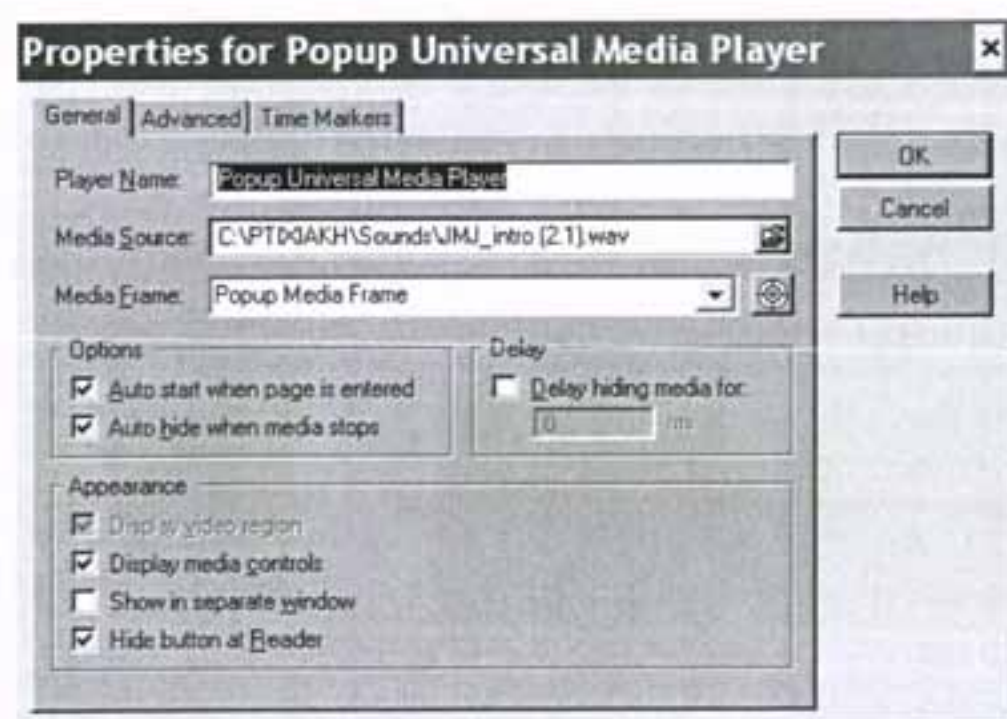 Properties for Popup Universal Media Player
General Advanced Time Markers
OK
Player Name: Popup Universal Media Player
Cancel
Media Source: C:\PTIXIAKH\Sounds\JMJ_intro (2.1).wav
Media Frame: Popup Media Frame
Help
Options
Auto start when page is entered
Auto hide when media stops
Delay
Delay hiding media for:
0 ms
Appearance
Display video region
Display media controls
Show in separate window
Hide button at Reader